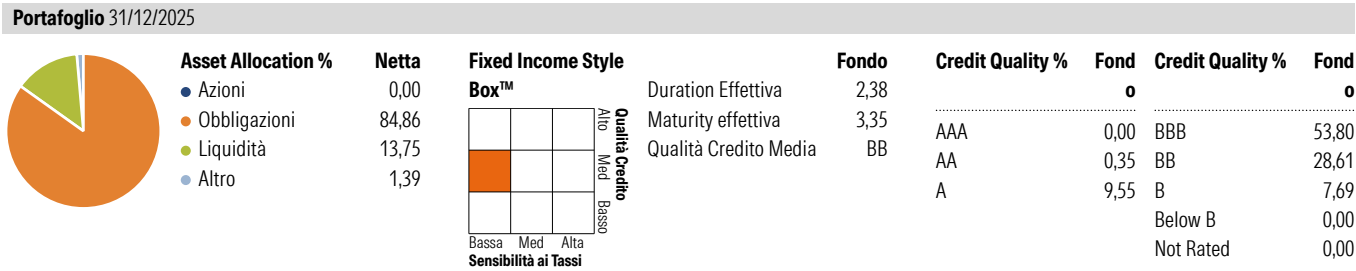 Portafoglio 31/12/2025
Asset Allocation % Netta
Azioni 0,00
Obbligazioni 84,86
Liquidità 13,75
Altro 1,39
Fixed Income Style
Box™
Alto Med Basso
Qualità Credito
Bassa Med Alta
Sensibilità ai Tassi
Fondo
Duration Effettiva 2,38
Maturity effettiva 3,35
Qualità Credito Media BB
Credit Quality % Fond
o
AAA 0,00
AA 0,35
A 9,55
Credit Quality % Fond
o
BBB 53,80
BB 28,61
B 7,69
Below B 0,00
Not Rated 0,00